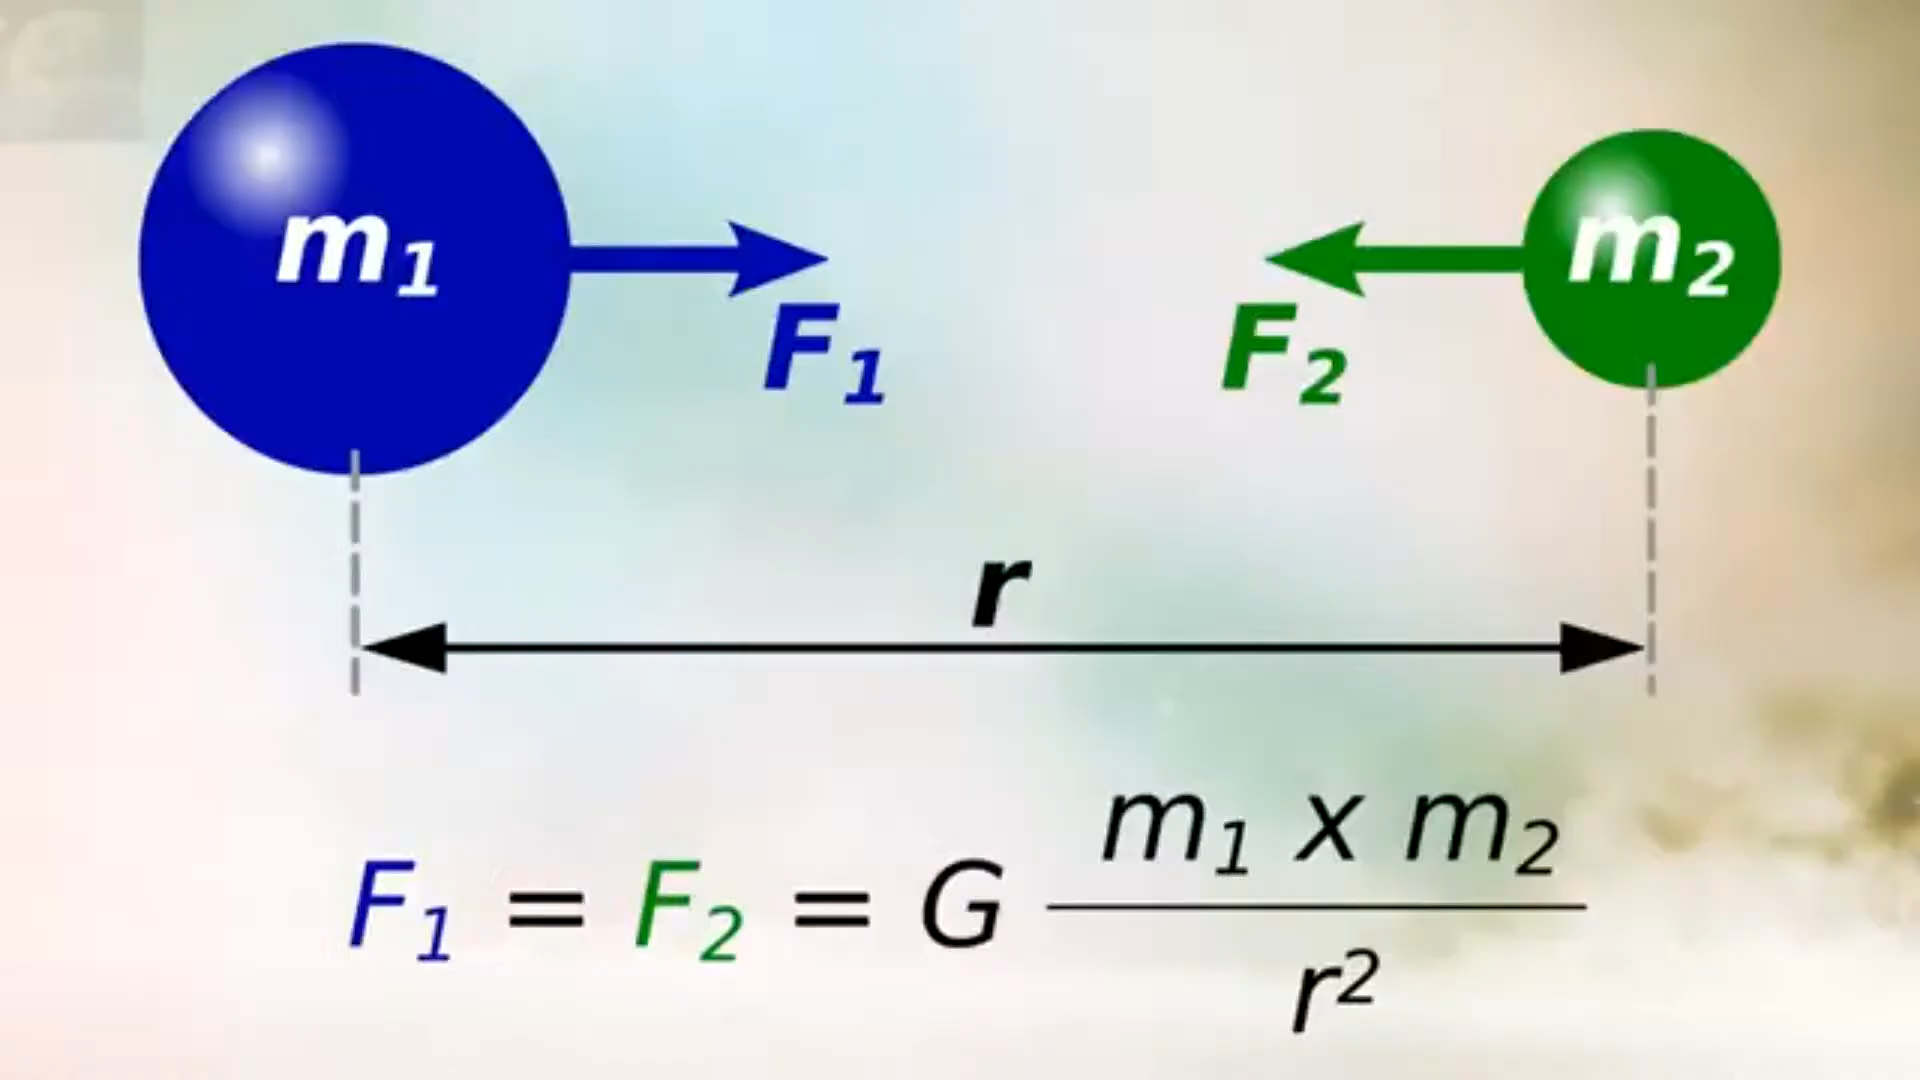 m₁
m₂
F₁
F₂
r
F₁ = F₂ = G (m₁ x m₂) / r²